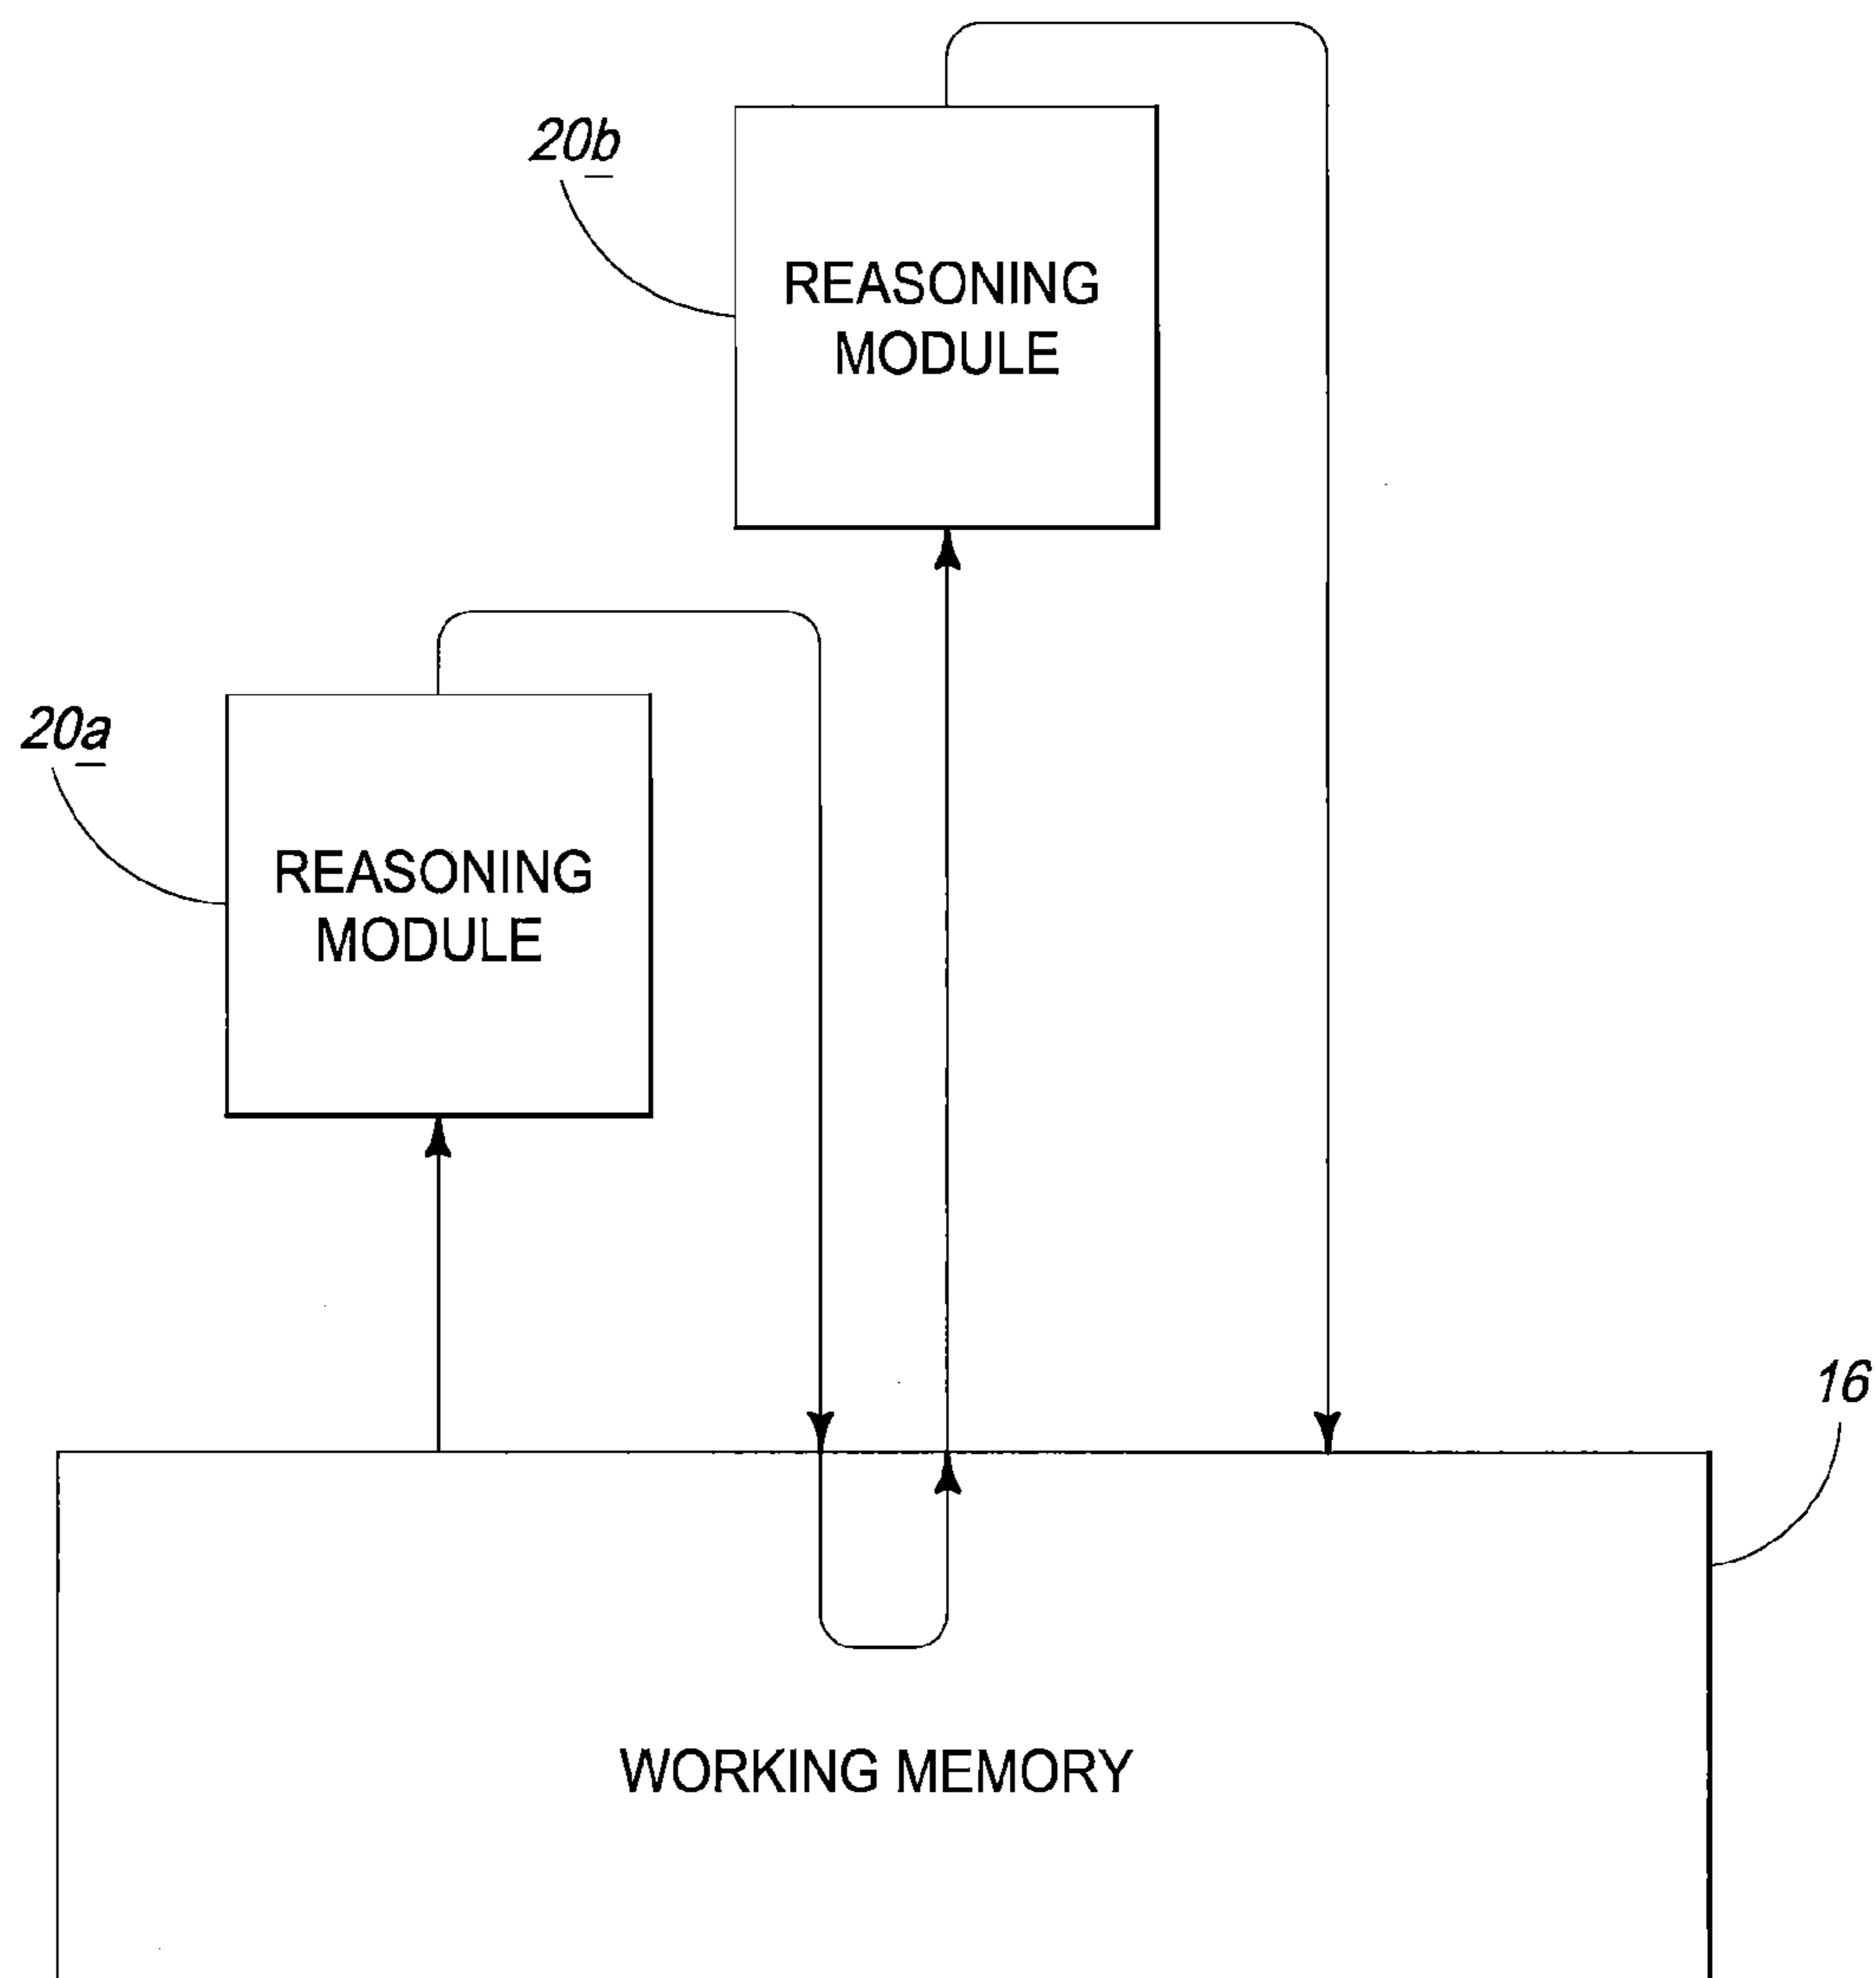 20b
REASONING
MODULE
20a
REASONING
MODULE
16
WORKING MEMORY